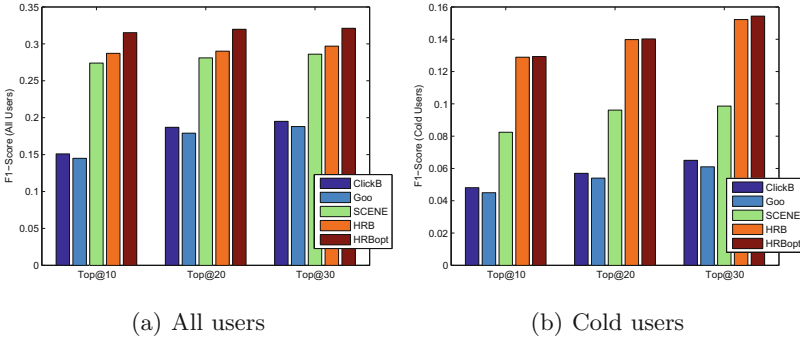 0.35
0.3
0.25
0.2
0.15
0.1
0.05
0
F1-Score (All Users)
Top@10 Top@20 Top@30
ClickB
Goo
SCENE
HRB
HRBopt
(a) All users
0.16
0.14
0.12
0.1
0.08
0.06
0.04
0.02
0
F1-Score (Cold Users)
Top@10 Top@20 Top@30
ClickB
Goo
SCENE
HRB
HRBopt
(b) Cold users